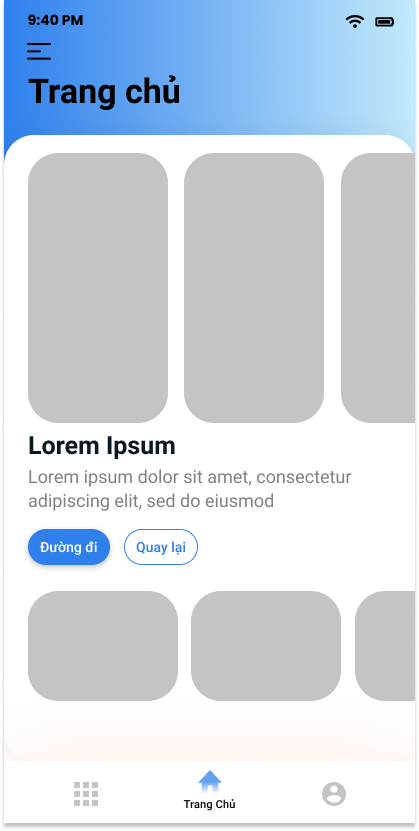 9:40 PM
Trang chủ
Lorem Ipsum
Lorem ipsum dolor sit amet, consectetur
adipiscing elit, sed do eiusmod
Đường đi
Quay lại
Trang Chủ